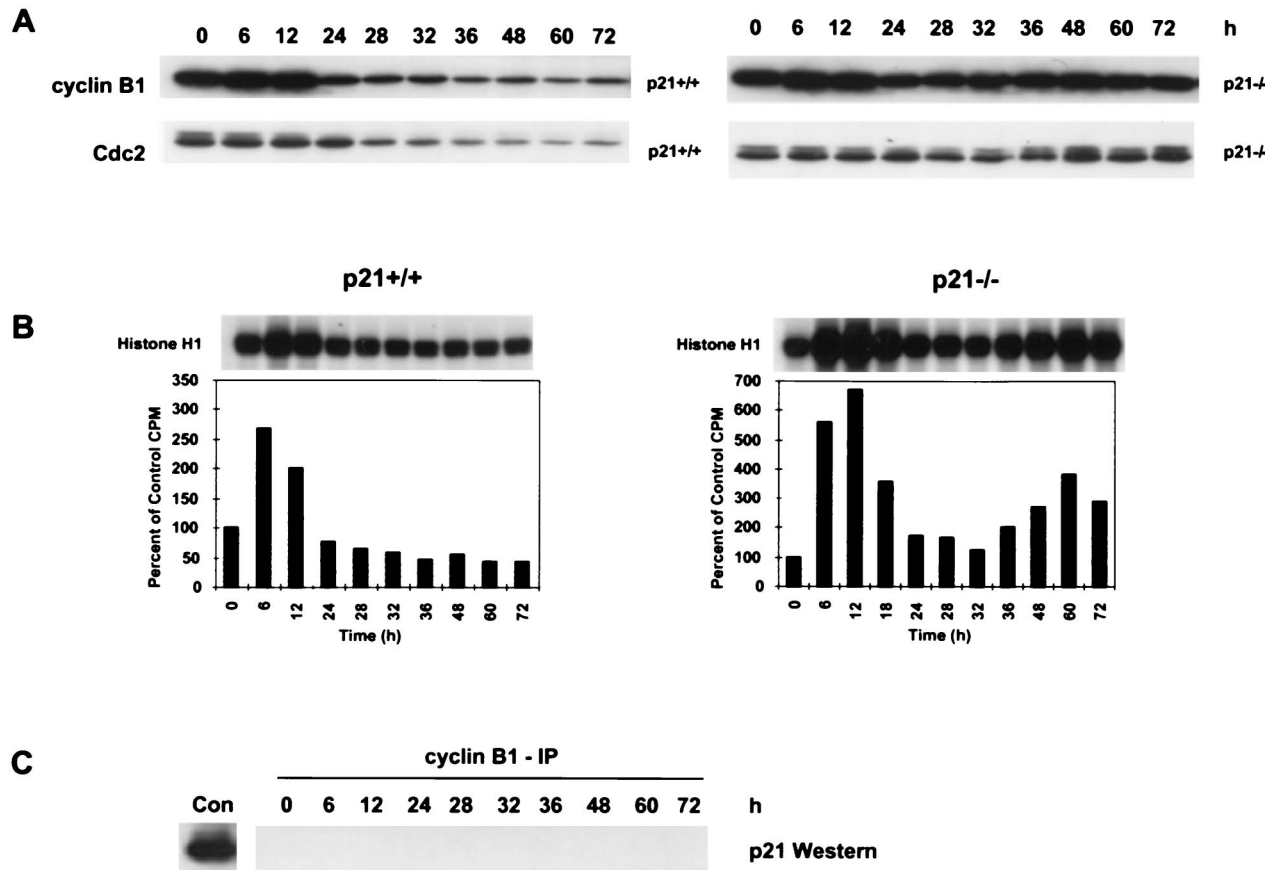 A
0 6 12 24 28 32 36 48 60 72
0 6 12 24 28 32 36 48 60 72 h
cyclin B1
p21+/+
p21-/-
Cdc2
p21+/+
p21-/-
B
p21+/+
p21-/-
Histone H1
Histone H1
Percent of Control CPM
350
300
250
200
150
100
50
0
0 6 12 24 28 32 36 48 60 72
Time (h)
Percent of Control CPM
700
600
500
400
300
200
100
0
0 6 12 18 24 28 32 36 48 60 72
Time (h)
C
cyclin B1 - IP
Con 0 6 12 24 28 32 36 48 60 72 h
p21 Western